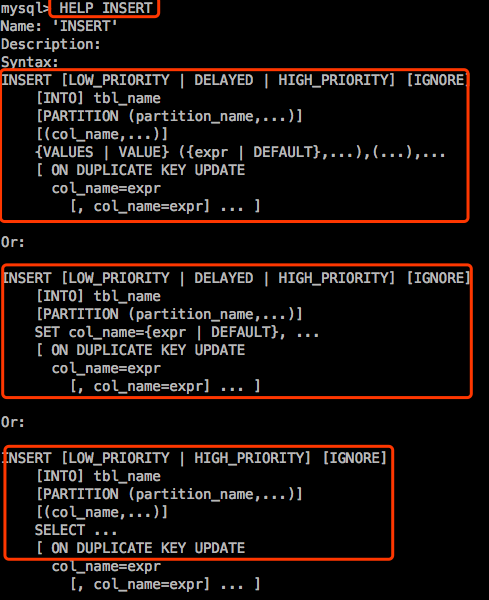 mysql> HELP INSERT
Name: 'INSERT'
Description:
Syntax:
INSERT [LOW_PRIORITY | DELAYED | HIGH_PRIORITY] [IGNORE]
    [INTO] tbl_name
    [PARTITION (partition_name,...)]
    [(col_name,...)]
    {VALUES | VALUE} ({expr | DEFAULT},...),(...),...
    [ ON DUPLICATE KEY UPDATE
      col_name=expr
        [, col_name=expr] ... ]
Or:
INSERT [LOW_PRIORITY | DELAYED | HIGH_PRIORITY] [IGNORE]
    [INTO] tbl_name
    [PARTITION (partition_name,...)]
    SET col_name={expr | DEFAULT}, ...
    [ ON DUPLICATE KEY UPDATE
      col_name=expr
        [, col_name=expr] ... ]
Or:
INSERT [LOW_PRIORITY | HIGH_PRIORITY] [IGNORE]
    [INTO] tbl_name
    [PARTITION (partition_name,...)]
    [(col_name,...)]
    SELECT ...
    [ ON DUPLICATE KEY UPDATE
      col_name=expr
        [, col_name=expr] ... ]